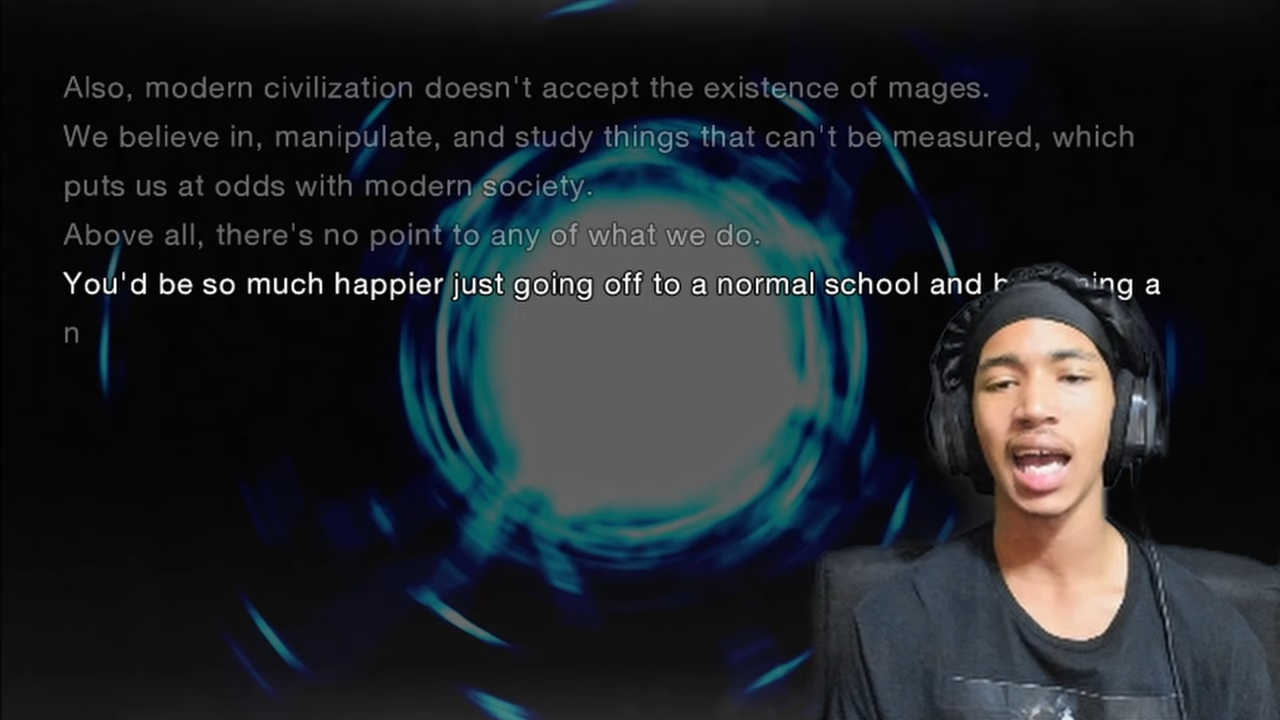 Also, modern civilization doesn't accept the existence of mages.
We believe in, manipulate, and study things that can't be measured, which
puts us at odds with modern society.
Above all, there's no point to any of what we do.
You'd be so much happier just going off to a normal school and a
n